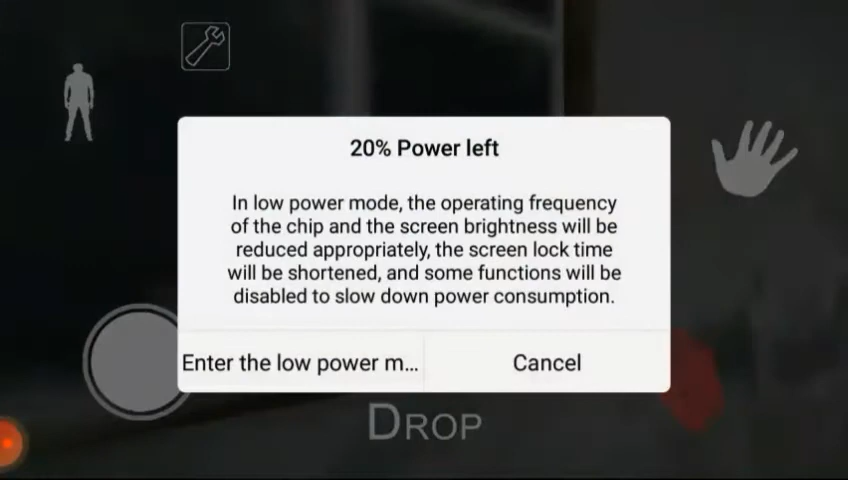 20% Power left
In low power mode, the operating frequency
of the chip and the screen brightness will be
reduced appropriately, the screen lock time
will be shortened, and some functions will be
disabled to slow down power consumption.
Enter the low power m...
Cancel
DROP